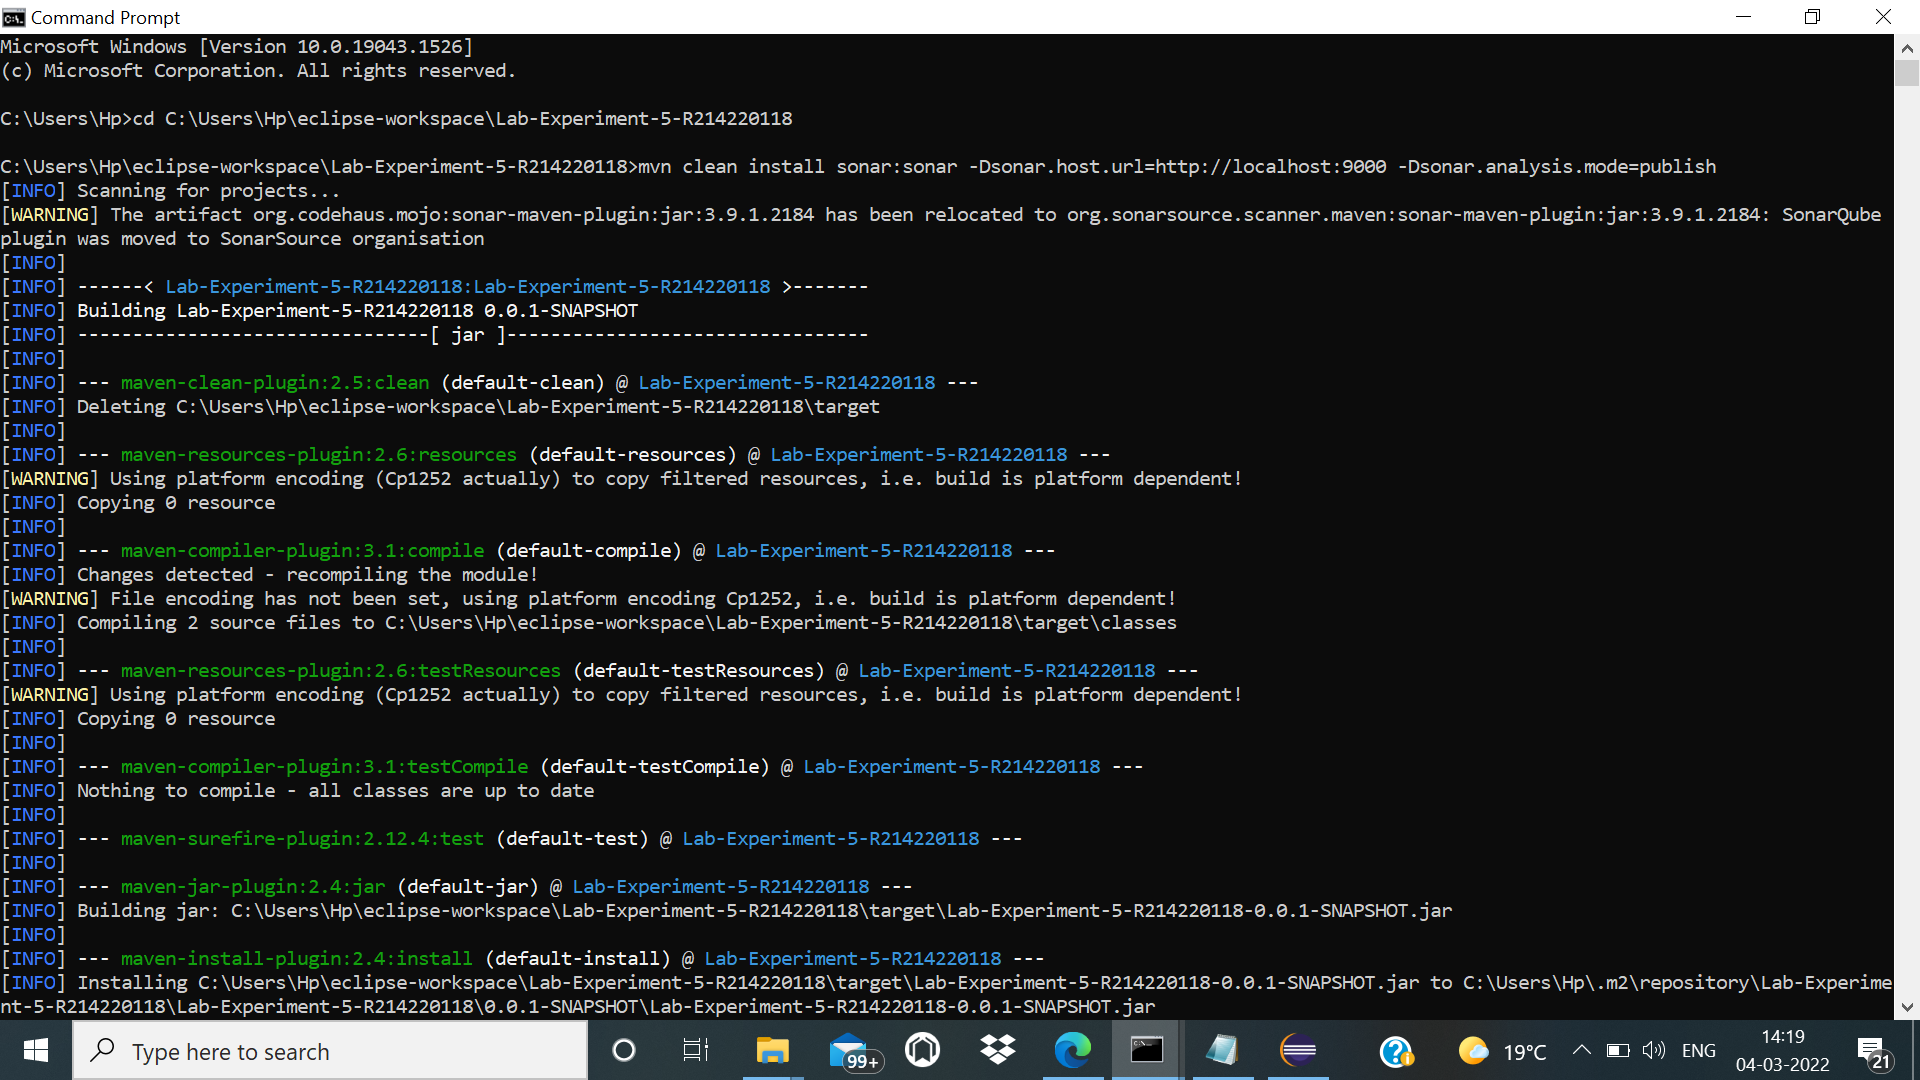 Command Prompt
Microsoft Windows [Version 10.0.19043.1526]
(c) Microsoft Corporation. All rights reserved.
C:\Users\Hp>cd C:\Users\Hp\eclipse-workspace\Lab-Experiment-5-R214220118
C:\Users\Hp\eclipse-workspace\Lab-Experiment-5-R214220118>mvn clean install sonar:sonar -Dsonar.host.url=http://localhost:9000 -Dsonar.analysis.mode=publish
[INFO] Scanning for projects...
[WARNING] The artifact org.codehaus.mojo:sonar-maven-plugin:jar:3.9.1.2184 has been relocated to org.sonarsource.scanner.maven:sonar-maven-plugin:jar:3.9.1.2184: SonarQube
plugin was moved to SonarSource organisation
[INFO]
[INFO] ------< Lab-Experiment-5-R214220118:Lab-Experiment-5-R214220118 >-------
[INFO] Building Lab-Experiment-5-R214220118 0.0.1-SNAPSHOT
[INFO] --------------------------------[ jar ]---------------------------------
[INFO]
[INFO] --- maven-clean-plugin:2.5:clean (default-clean) @ Lab-Experiment-5-R214220118 ---
[INFO] Deleting C:\Users\Hp\eclipse-workspace\Lab-Experiment-5-R214220118\target
[INFO]
[INFO] --- maven-resources-plugin:2.6:resources (default-resources) @ Lab-Experiment-5-R214220118 ---
[WARNING] Using platform encoding (Cp1252 actually) to copy filtered resources, i.e. build is platform dependent!
[INFO] Copying 0 resource
[INFO]
[INFO] --- maven-compiler-plugin:3.1:compile (default-compile) @ Lab-Experiment-5-R214220118 ---
[INFO] Changes detected - recompiling the module!
[WARNING] File encoding has not been set, using platform encoding Cp1252, i.e. build is platform dependent!
[INFO] Compiling 2 source files to C:\Users\Hp\eclipse-workspace\Lab-Experiment-5-R214220118\target\classes
[INFO]
[INFO] --- maven-resources-plugin:2.6:testResources (default-testResources) @ Lab-Experiment-5-R214220118 ---
[WARNING] Using platform encoding (Cp1252 actually) to copy filtered resources, i.e. build is platform dependent!
[INFO] Copying 0 resource
[INFO]
[INFO] --- maven-compiler-plugin:3.1:testCompile (default-testCompile) @ Lab-Experiment-5-R214220118 ---
[INFO] Nothing to compile - all classes are up to date
[INFO]
[INFO] --- maven-surefire-plugin:2.12.4:test (default-test) @ Lab-Experiment-5-R214220118 ---
[INFO]
[INFO] --- maven-jar-plugin:2.4:jar (default-jar) @ Lab-Experiment-5-R214220118 ---
[INFO] Building jar: C:\Users\Hp\eclipse-workspace\Lab-Experiment-5-R214220118\target\Lab-Experiment-5-R214220118-0.0.1-SNAPSHOT.jar
[INFO]
[INFO] --- maven-install-plugin:2.4:install (default-install) @ Lab-Experiment-5-R214220118 ---
[INFO] Installing C:\Users\Hp\eclipse-workspace\Lab-Experiment-5-R214220118\target\Lab-Experiment-5-R214220118-0.0.1-SNAPSHOT.jar to C:\Users\Hp\.m2\repository\Lab-Experime
nt-5-R214220118\Lab-Experiment-5-R214220118\0.0.1-SNAPSHOT\Lab-Experiment-5-R214220118-0.0.1-SNAPSHOT.jar
Type here to search
99+
19°C
ENG
14:19
04-03-2022
21